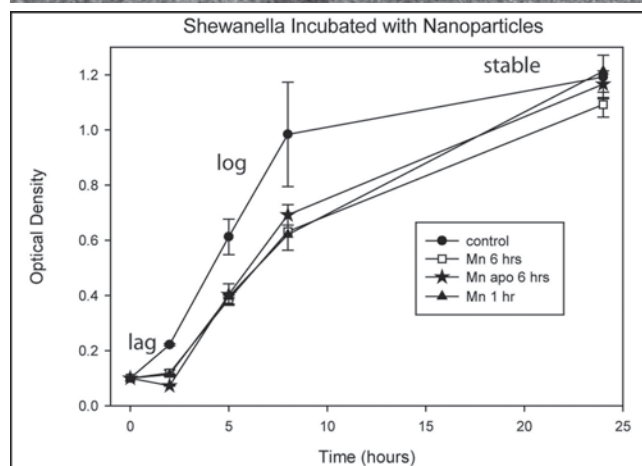 Shewanella Incubated with Nanoparticles
1.2
1.0
0.8
0.6
0.4
0.2
0.0
Optical Density
stable
log
lag
control
Mn 6 hrs
Mn apo 6 hrs
Mn 1 hr
0 5 10 15 20 25
Time (hours)